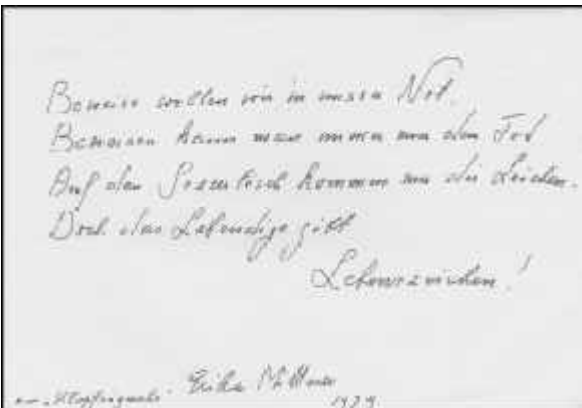 Beweise wollen wir in unsrer Not.
Beweisen kann man immer nur den Tod
Auf den Seziertisch kommen nur die Leichen.
Doch das Lebendige gibt
Lebenszeichen!
Erika